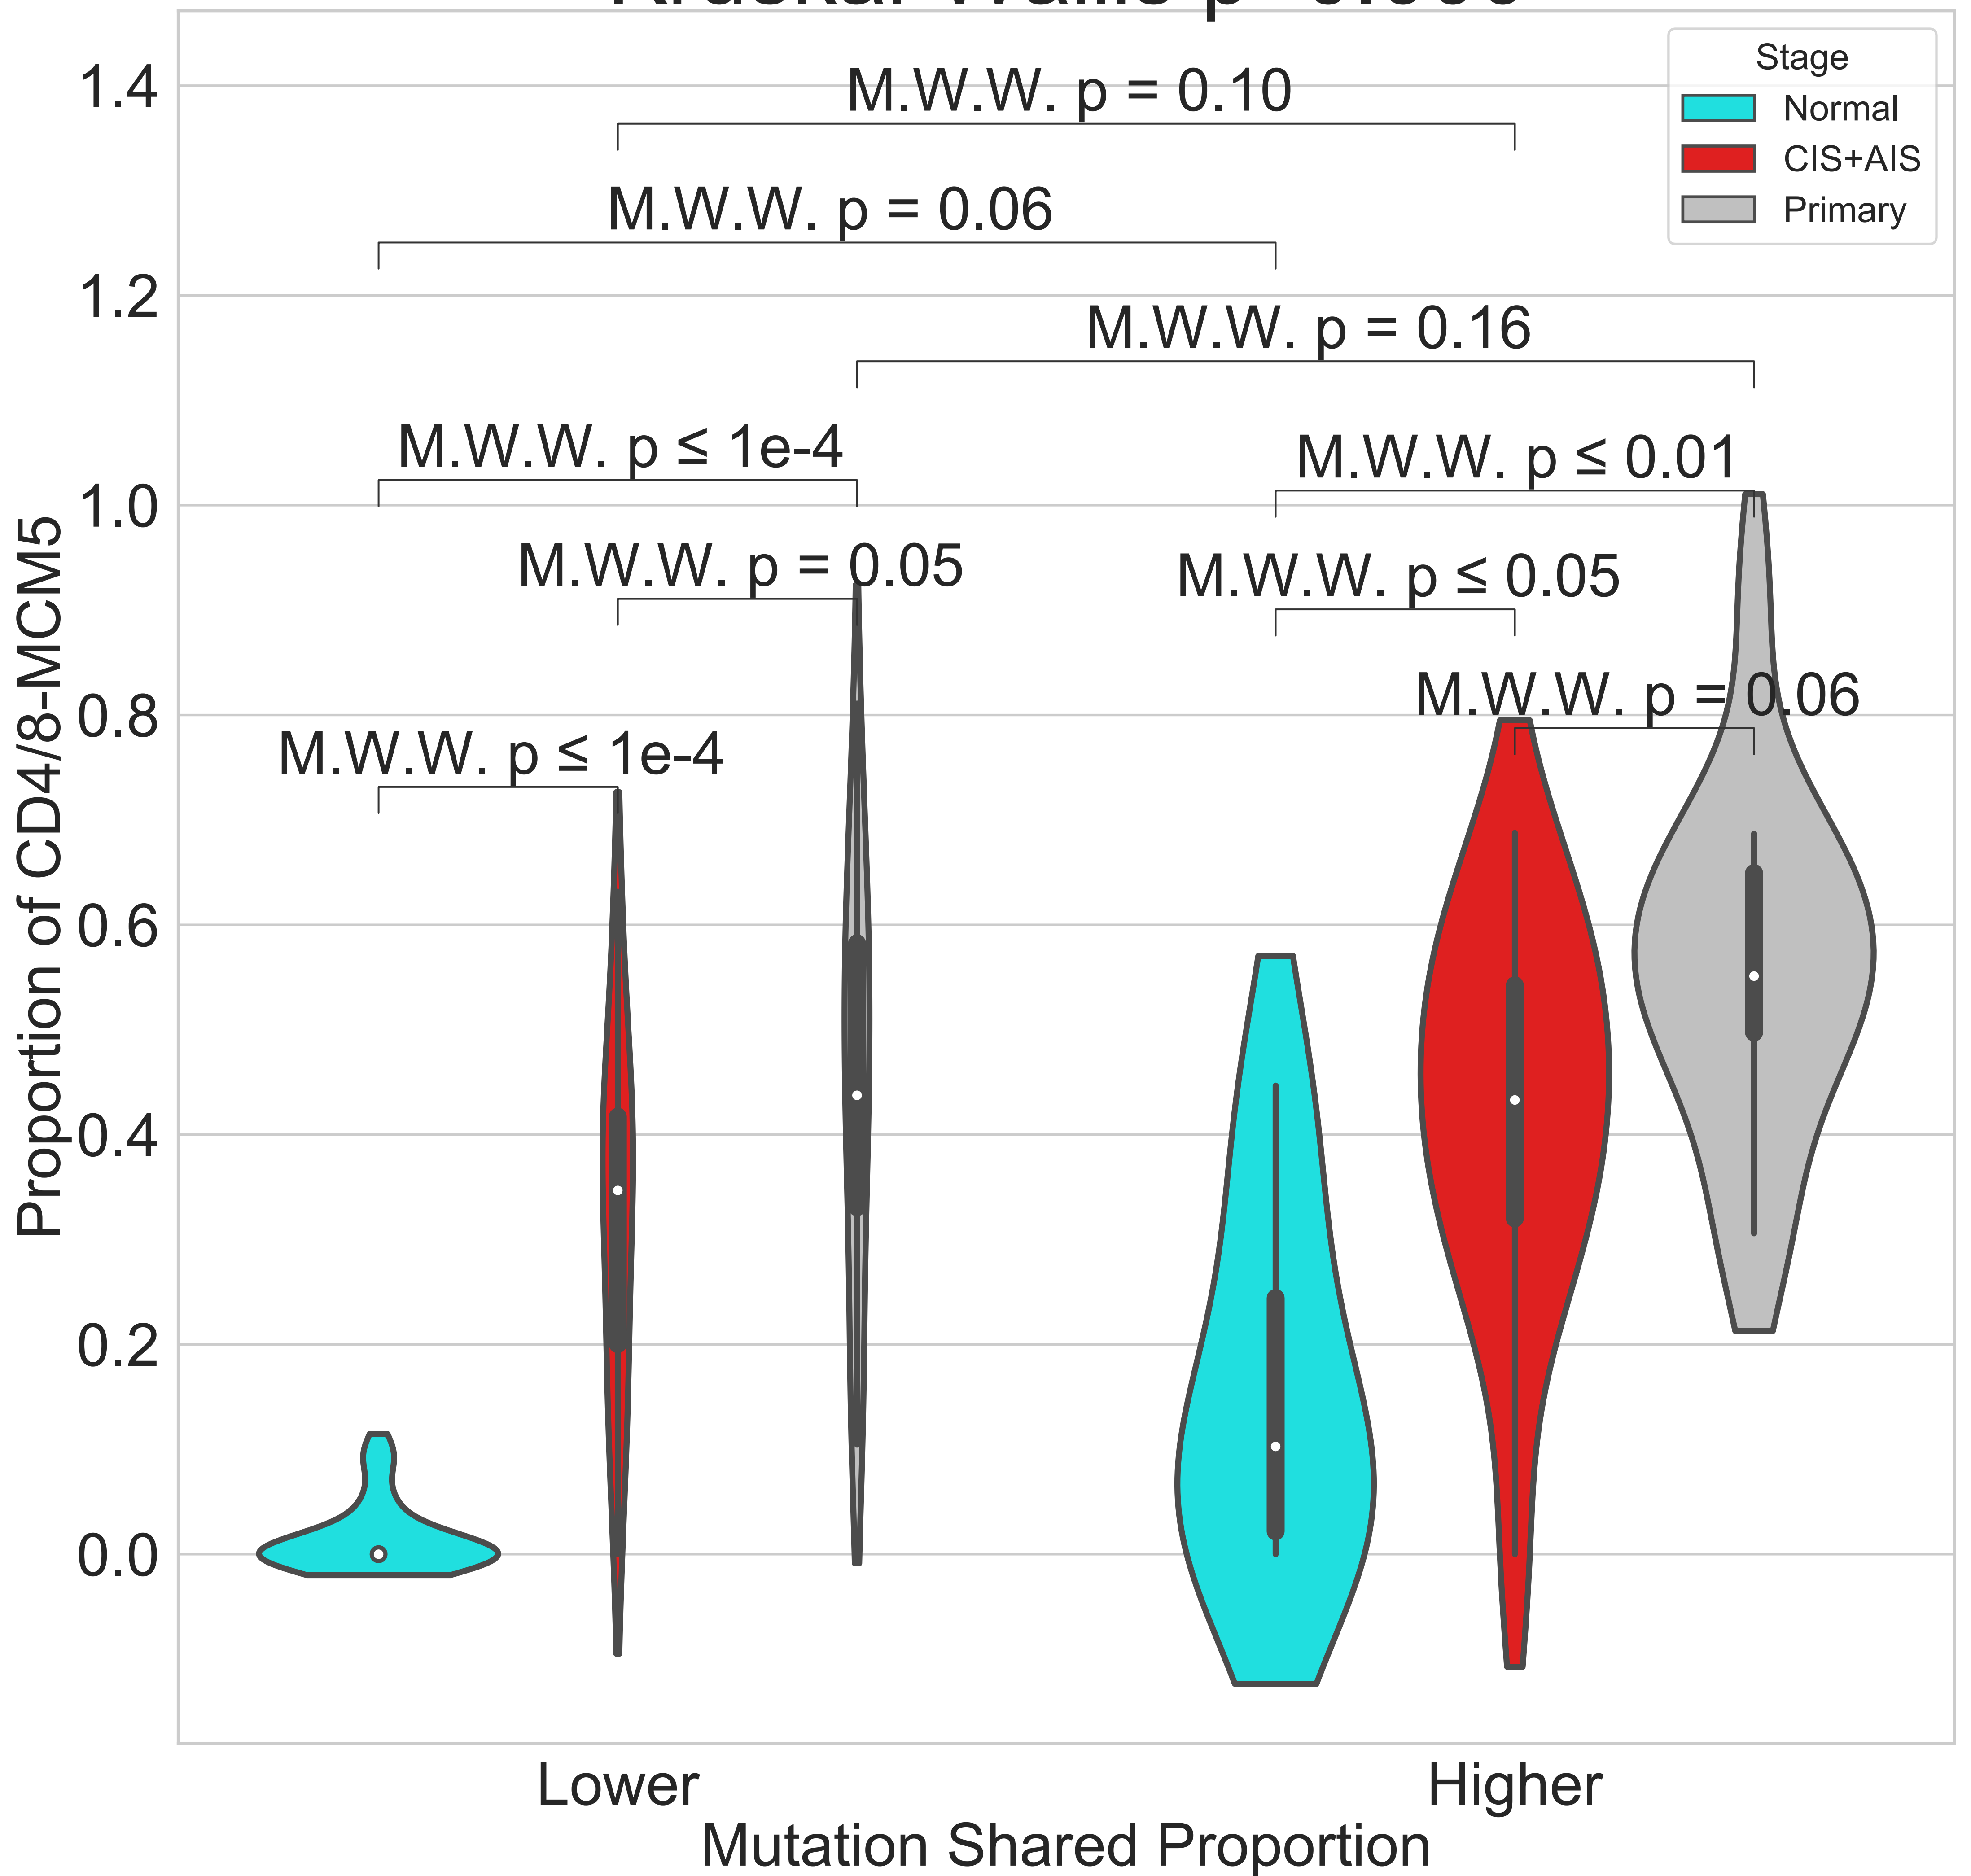 1.4
1.2
1.0
0.8
0.6
0.4
0.2
0.0
Proportion of CD4/8-MCM5
M.W.W. p = 0.10
M.W.W. p = 0.06
M.W.W. p = 0.16
M.W.W. p ≤ 1e-4
M.W.W. p ≤ 0.01
M.W.W. p = 0.05
M.W.W. p ≤ 0.05
M.W.W. p = 0.06
M.W.W. p ≤ 1e-4
Stage
Normal
CIS+AIS
Primary
Lower
Higher
Mutation Shared Proportion